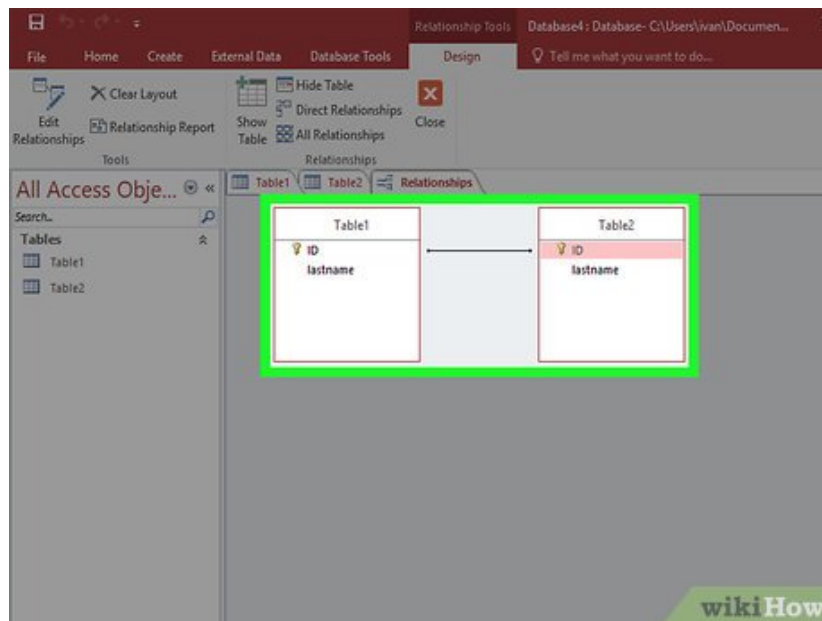 Relationship Tools
Database4 : Database- C:\Users\ivan\Documen...
File
Home
Create
External Data
Database Tools
Design
Tell me what you want to do...
Edit
Relationships
Clear Layout
Relationship Report
Tools
Show
Table
Hide Table
Direct Relationships
All Relationships
Relationships
Close
All Access Obje...
Search..
Tables
Table1
Table2
Table1
Table2
Relationships
Table1
ID
lastname
Table2
ID
lastname
wikiHow